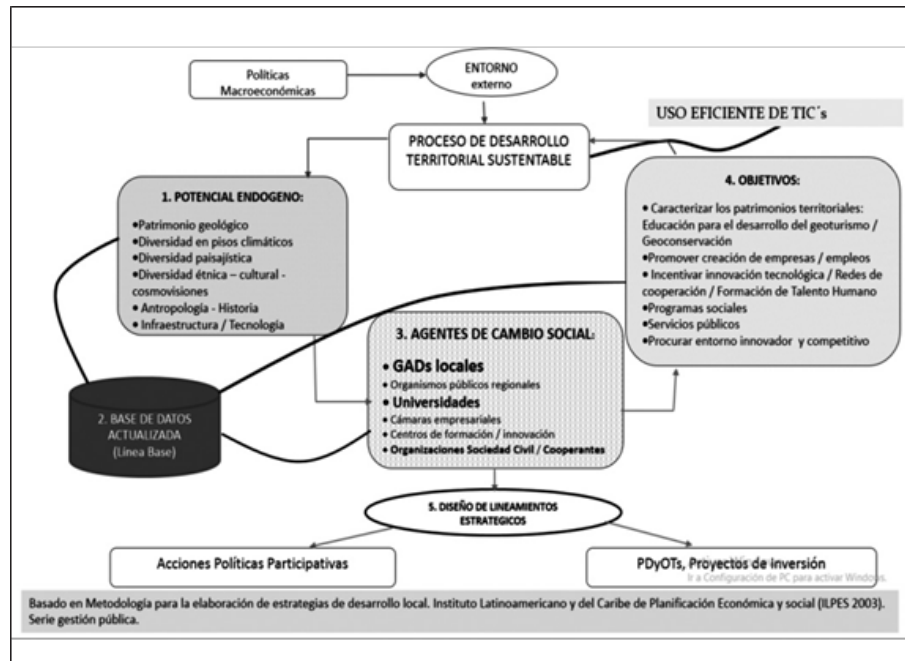 Políticas
Macroeconómicas
ENTORNO
externo
USO EFICIENTE DE TIC´s
PROCESO DE DESARROLLO
TERRITORIAL SUSTENTABLE
1. POTENCIAL ENDOGENO:
•Patrimonio geológico
•Diversidad en pisos climáticos
•Diversidad paisajística
•Diversidad étnica – cultural -
cosmovisiones
• Antropología - Historia
• Infraestructura / Tecnología
4. OBJETIVOS:
• Caracterizar los patrimonios territoriales:
Educación para el desarrollo del geoturismo /
Geoconservación
•Promover creación de empresas / empleos
• Incentivar innovación tecnológica / Redes de
cooperación / Formación de Talento Humano
•Programas sociales
•Servicios públicos
•Procurar entorno innovador y competitivo
3. AGENTES DE CAMBIO SOCIAL:
• GADs locales
• Organismos públicos regionales
• Universidades
• Cámaras empresariales
• Centros de formación / innovación
• Organizaciones Sociedad Civil / Cooperantes
2. BASE DE DATOS
ACTUALIZADA
(Línea Base)
5. DISEÑO DE LINEAMIENTOS
ESTRATEGICOS
Acciones Políticas Participativas
PDyOTs, Proyectos de inversión
Ir a Configuración de PC para activar Windows.
Basado en Metodología para la elaboración de estrategias de desarrollo local. Instituto Latinoamericano y del Caribe de Planificación Económica y social (ILPES 2003).
Serie gestión pública.